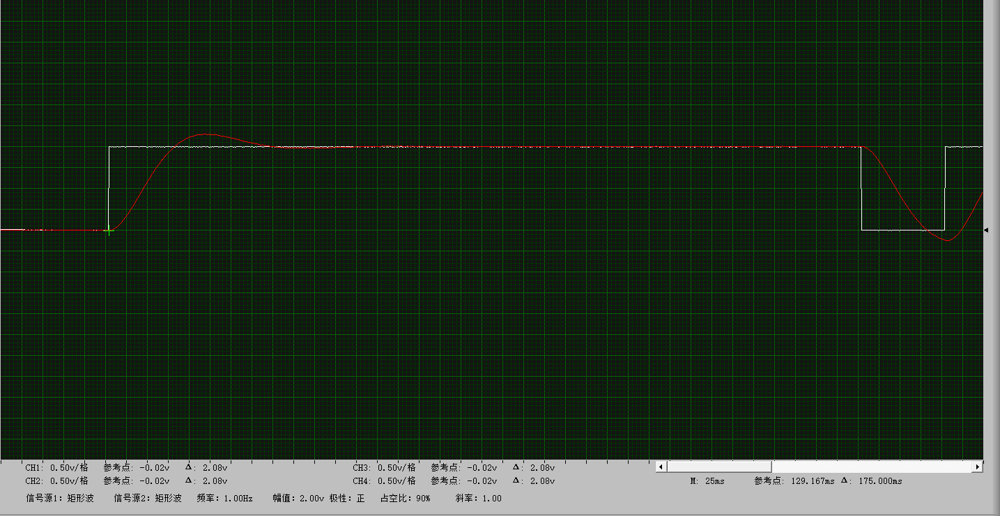 CH1: 0.50v/格 参考点: -0.02v Δ: 2.08v CH3: 0.50v/格 参考点: -0.02v Δ: 2.08v
CH2: 0.50v/格 参考点: -0.02v Δ: 2.08v CH4: 0.50v/格 参考点: -0.02v Δ: 2.08v M: 25ms 参考点: 129.167ms Δ: 175.000ms
信号源1: 矩形波 信号源2: 矩形波 频率: 1.00Hz 幅值: 2.00v 极性: 正 占空比: 90% 斜率: 1.00